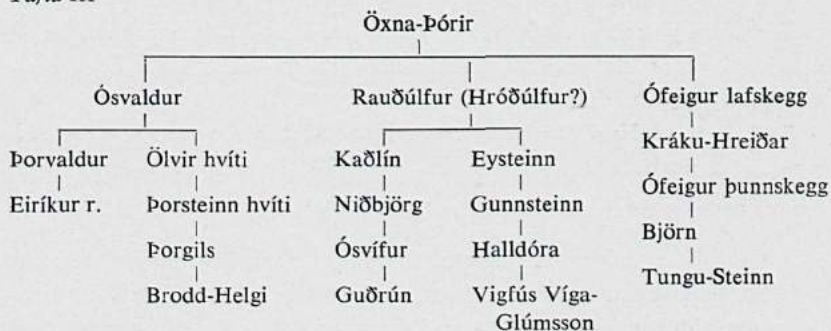 Öxna-Þórir
Ósvaldur Rauðúlfur (Hróðúlfur?) Ófeigur lafskegg
Þorvaldur Ölvir hvíti Kaðlín Eysteinn Kráku-Hreiðar
Eiríkur r. Þorsteinn hvíti Niðbjörg Gunnsteinn Ófeigur þunnskegg
Þorgils Ósvífur Halldóra Björn
Brodd-Helgi Guðrún Vigfús Víga- Tungu-Steinn
Glúmsson